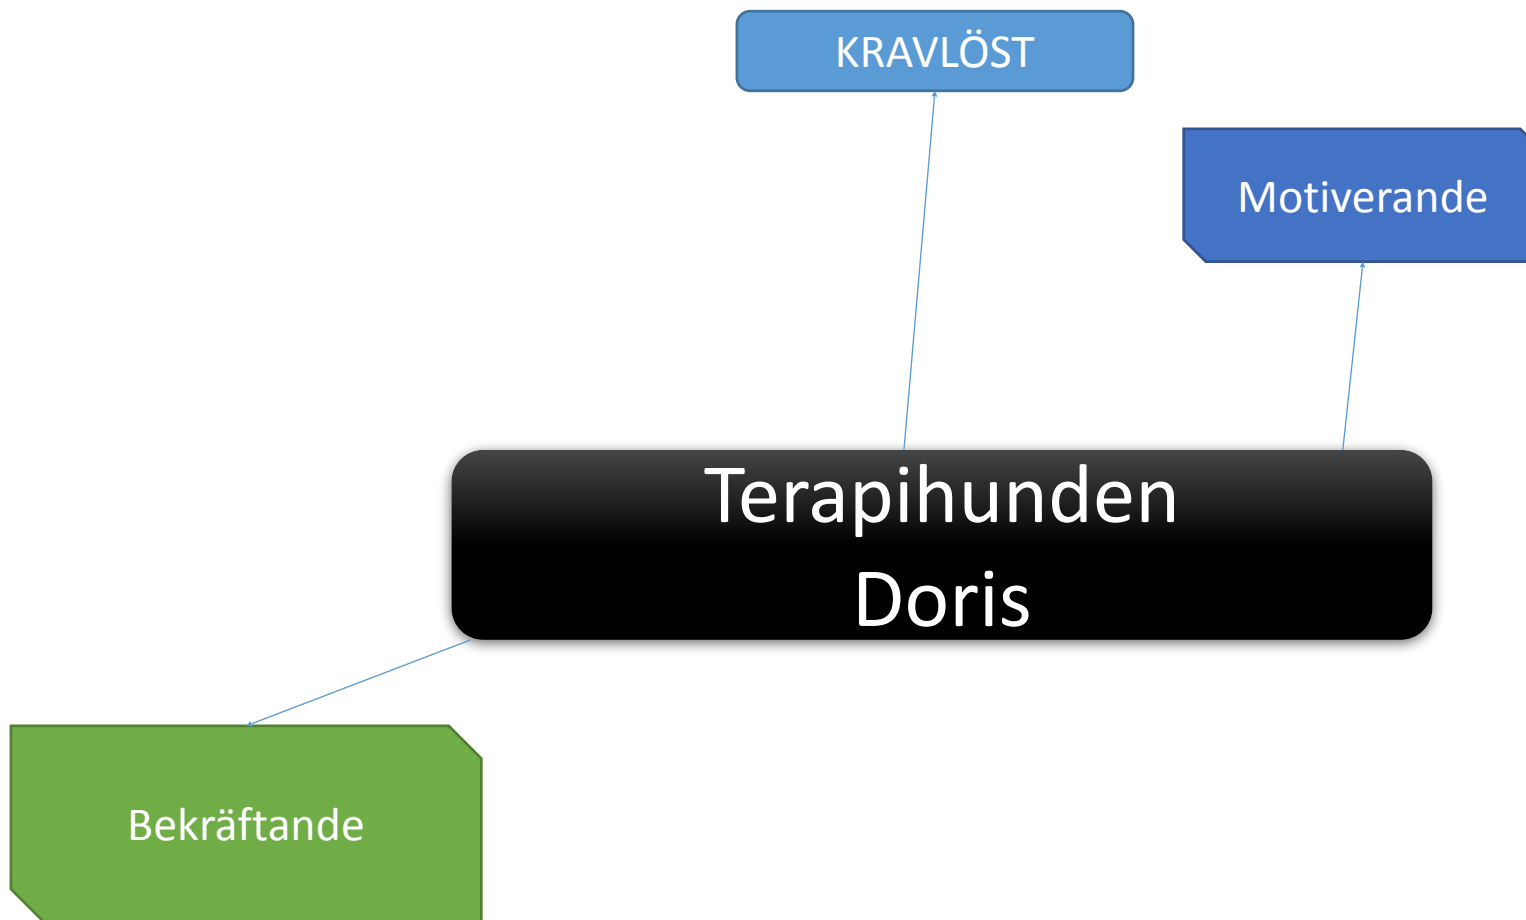 KRAVLÖST
Motiverande
Terapihunden
Doris
Bekräftande